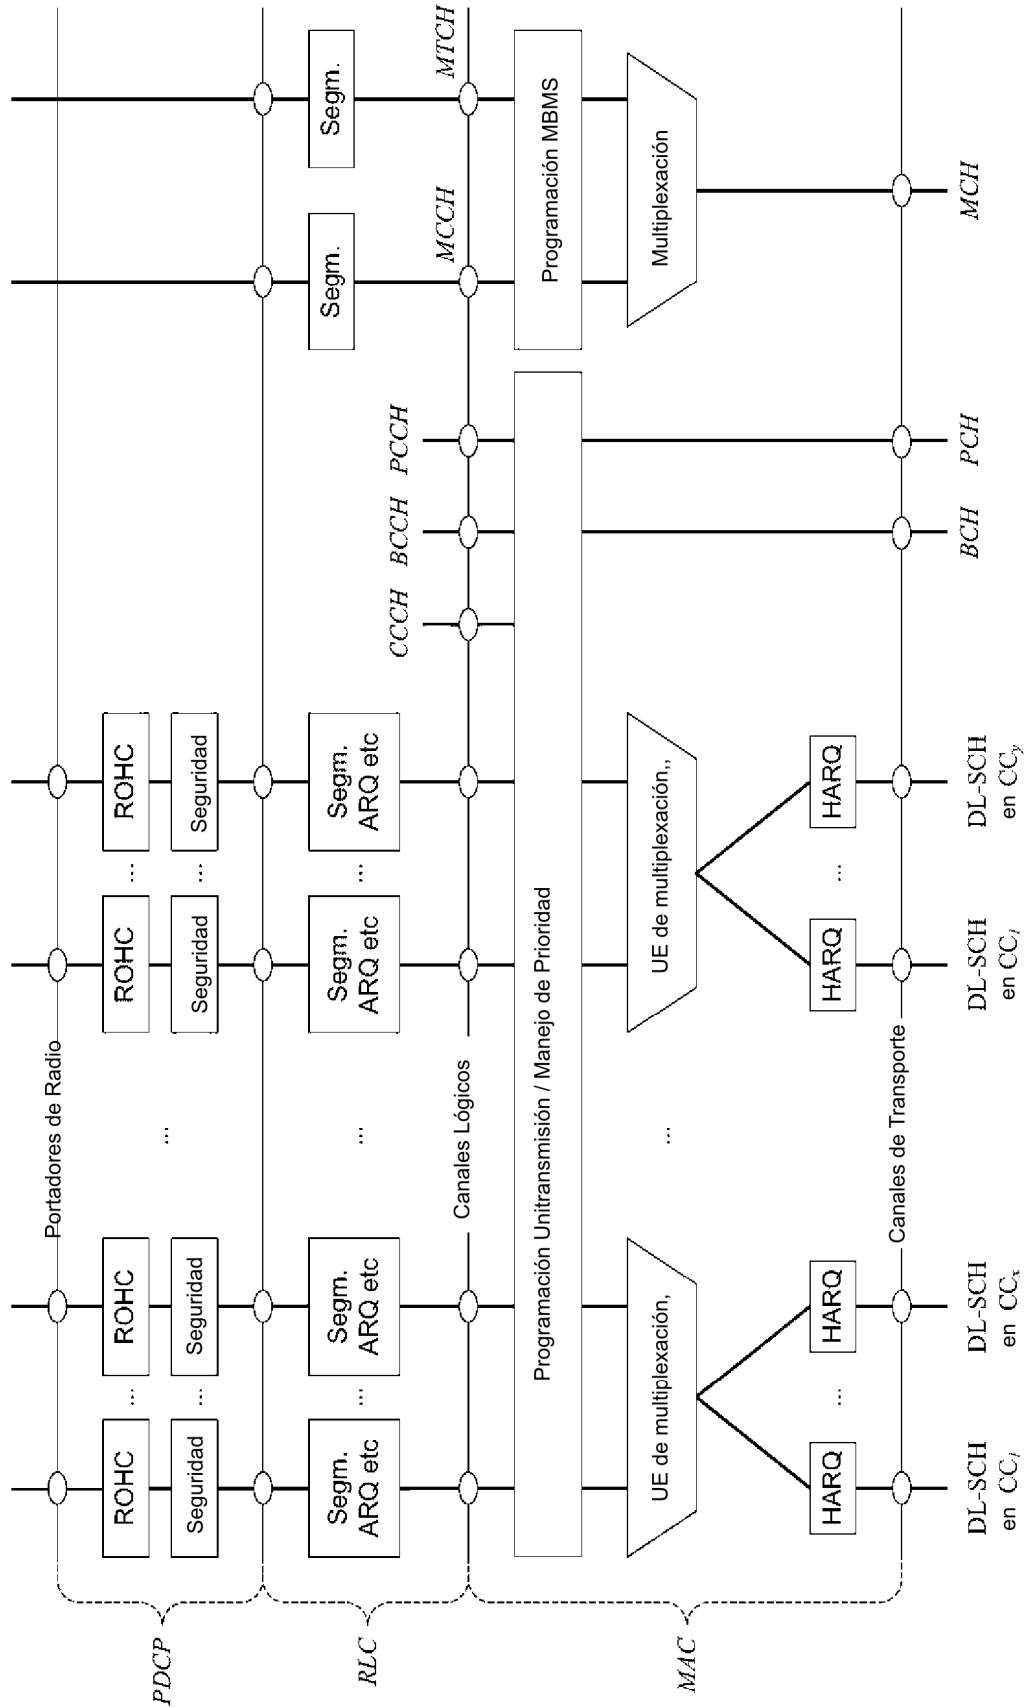 Portadores de Radio
ROHC ... ROHC ROHC ... ROHC
PDCP
...
Seguridad ... Seguridad Seguridad ... Seguridad
RLC
Segm.
ARQ etc
...
Segm.
ARQ etc
...
Segm.
ARQ etc
...
Segm.
ARQ etc
Segm.
Segm.
Canales Lógicos
CCCH BCCH PCCH MCCH MTCH
MAC
Programación Unitransmisión / Manejo de Prioridad
Programación MBMS
UE de multiplexación,
...
UE de multiplexación,,
Multiplexación
HARQ ... HARQ HARQ ... HARQ
Canales de Transporte
DL-SCH
en CCl
DL-SCH
en CCx
DL-SCH
en CCl
DL-SCH
en CCy
BCH PCH MCH